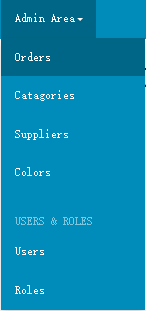 Admin Area
Orders
Catagories
Suppliers
Colors
USERS & ROLES
Users
Roles